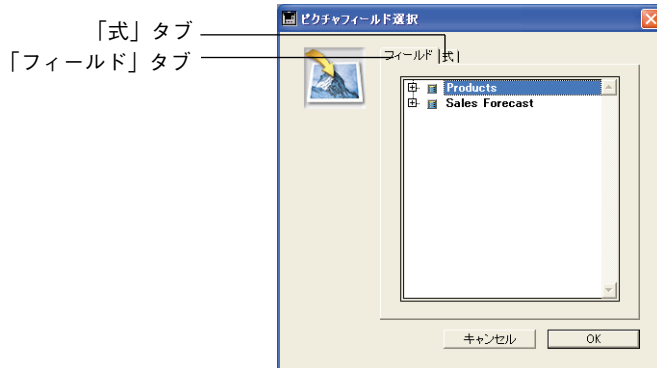 ピクチャフィールド選択
「式」タブ
「フィールド」タブ
フィールド 式
Products
Sales Forecast
キャンセル OK